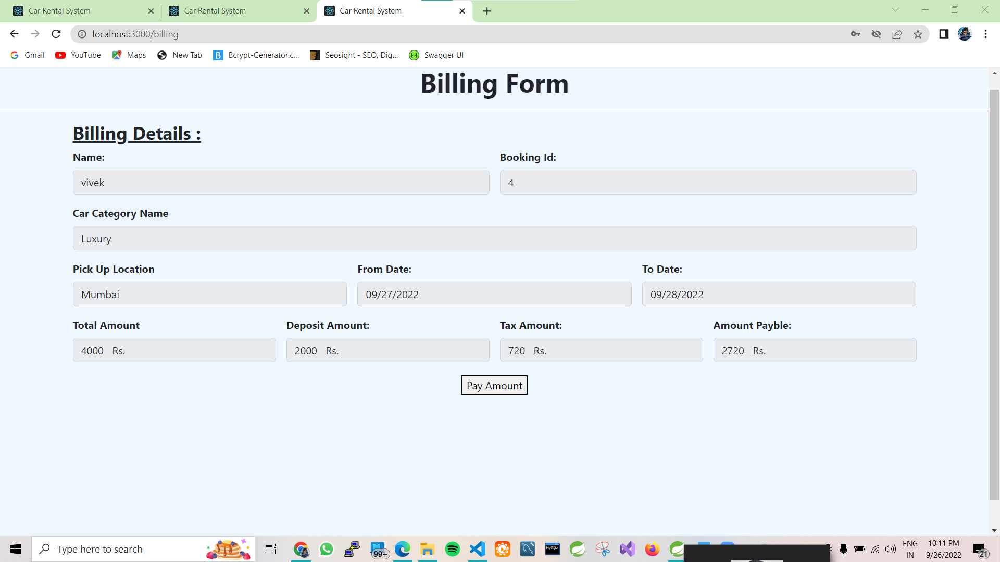 Car Rental System
Car Rental System
Car Rental System
localhost:3000/billing
Gmail
YouTube
Maps
New Tab
Bcrypt-Generator.c...
Seosight - SEO, Dig...
Swagger UI
Billing Form
Billing Details :
Name:
Booking Id:
vivek
4
Car Category Name
Luxury
Pick Up Location
From Date:
To Date:
Mumbai
09/27/2022
09/28/2022
Total Amount
Deposit Amount:
Tax Amount:
Amount Payble:
4000 Rs.
2000 Rs.
720 Rs.
2720 Rs.
Pay Amount
Type here to search
99+
MySQL
ENG
IN
10:11 PM
9/26/2022
21